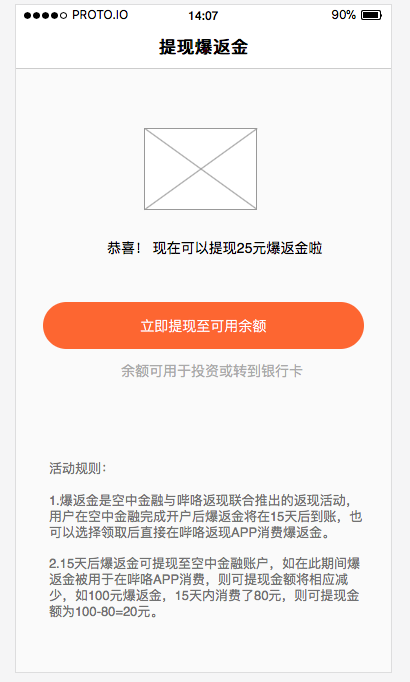 PROTO.IO 14:07 90%
提现爆返金
恭喜！ 现在可以提现25元爆返金啦
立即提现至可用余额
余额可用于投资或转到银行卡
活动规则：
1.爆返金是空中金融与哔咯返现联合推出的返现活动，
用户在空中金融完成开户后爆返金将在15天后到账，也
可以选择领取后直接在哔咯返现APP消费爆返金。
2.15天后爆返金可提现至空中金融账户，如在此期间爆
返金被用于在哔咯APP消费，则可提现金额将相应减
少，如100元爆返金，15天内消费了80元，则可提现金
额为100-80=20元。